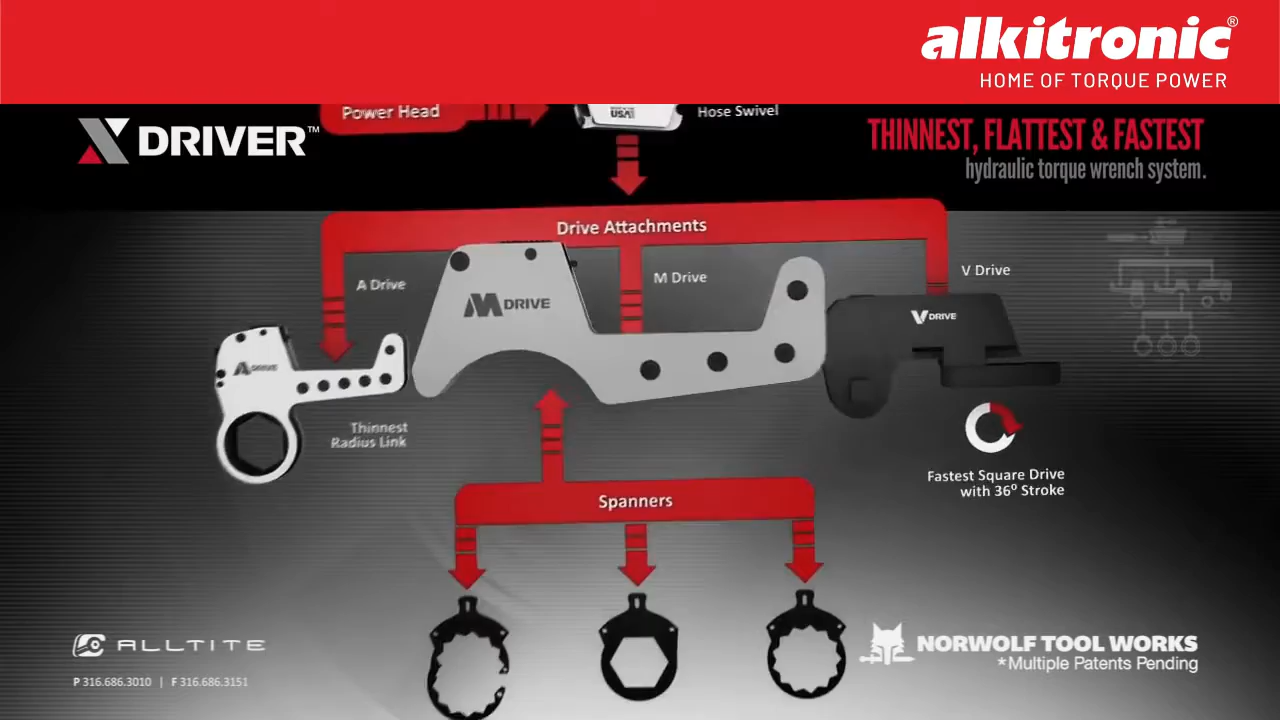 alkitronic®
HOME OF TORQUE POWER
Power Head
USA
Hose Swivel
X DRIVER™
THINNEST, FLATTEST & FASTEST
hydraulic torque wrench system.
Drive Attachments
A Drive
M Drive
V Drive
M DRIVE
V DRIVE
A DRIVE
Thinnest
Radius Link
Fastest Square Drive
with 36° Stroke
Spanners
ALLTITE
P 316.686.3010 | F 316.686.3151
NORWOLF TOOL WORKS
*Multiple Patents Pending